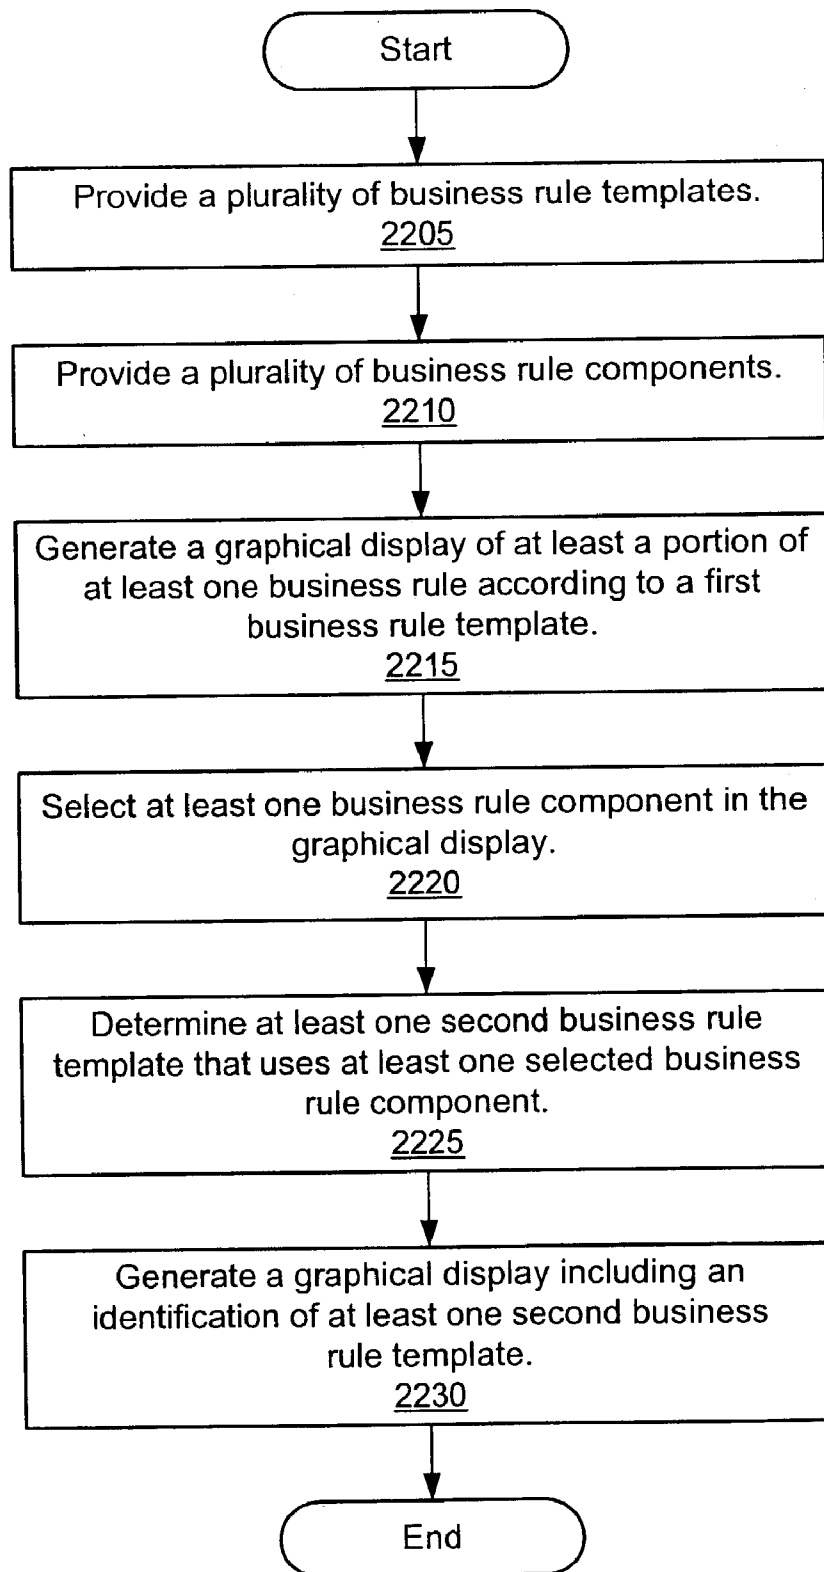 Start
Provide a plurality of business rule templates.
2205
Provide a plurality of business rule components.
2210
Generate a graphical display of at least a portion of
at least one business rule according to a first
business rule template.
2215
Select at least one business rule component in the
graphical display.
2220
Determine at least one second business rule
template that uses at least one selected business
rule component.
2225
Generate a graphical display including an
identification of at least one second business
rule template.
2230
End